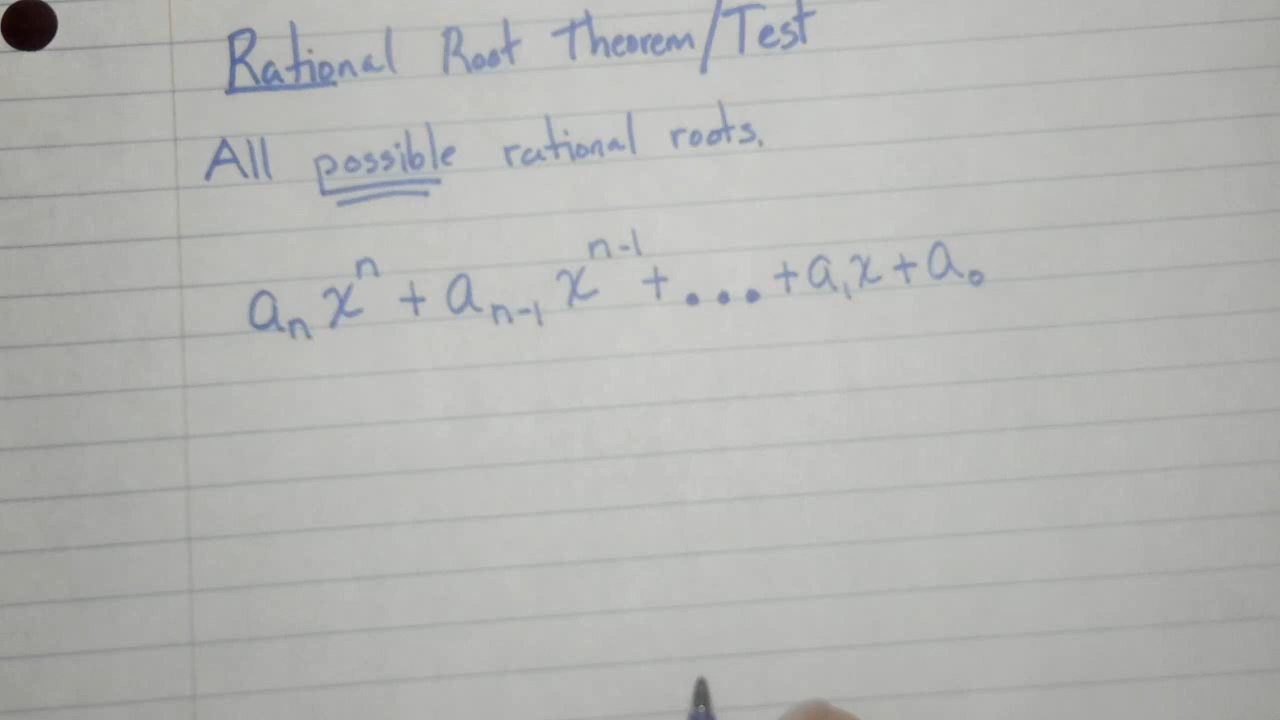 Rational Root Theorem/Test
All possible rational roots.
aₙxⁿ + aₙ₋₁xⁿ⁻¹ + ... + a₁x + a₀